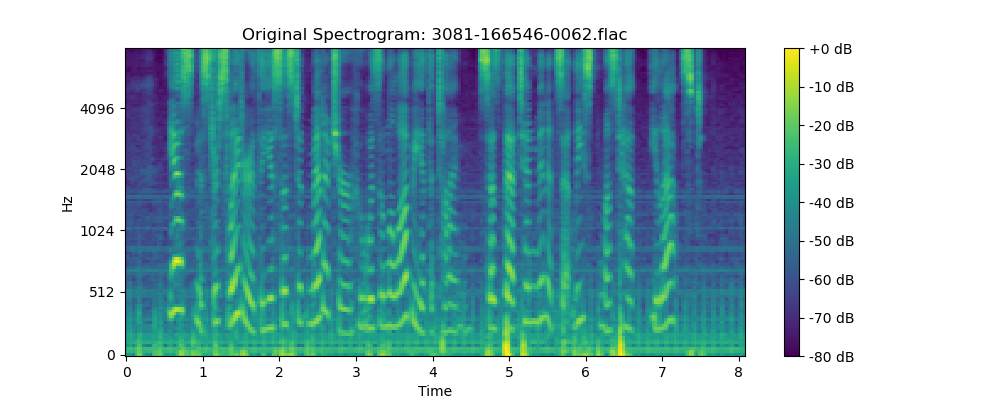 Original Spectrogram: 3081-166546-0062.flac
Hz
4096
2048
1024
512
0
0 1 2 3 4 5 6 7 8
Time
+0 dB
-10 dB
-20 dB
-30 dB
-40 dB
-50 dB
-60 dB
-70 dB
-80 dB